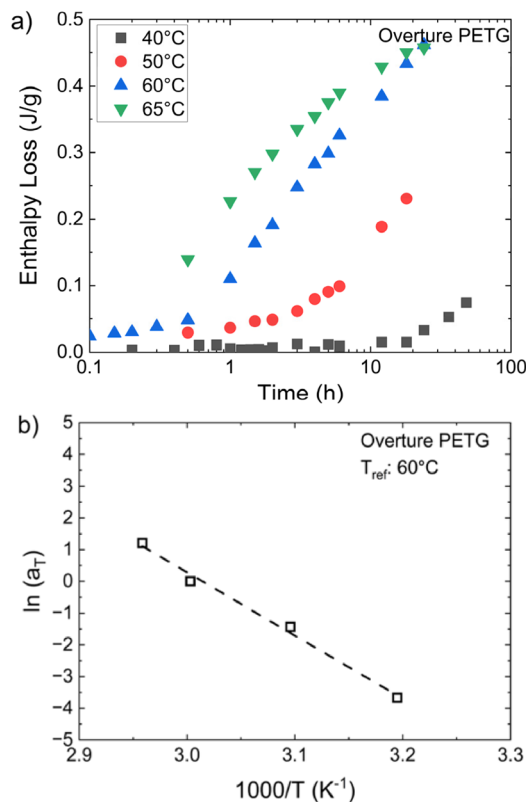 a)
40°C
50°C
60°C
65°C
Overture PETG
Enthalpy Loss (J/g)
0.5
0.4
0.3
0.2
0.1
0.0
0.1
1
10
100
Time (h)
b)
Overture PETG
T_ref: 60°C
ln (a_T)
5
4
3
2
1
0
−1
−2
−3
−4
−5
2.9
3.0
3.1
3.2
3.3
1000/T (K⁻¹)